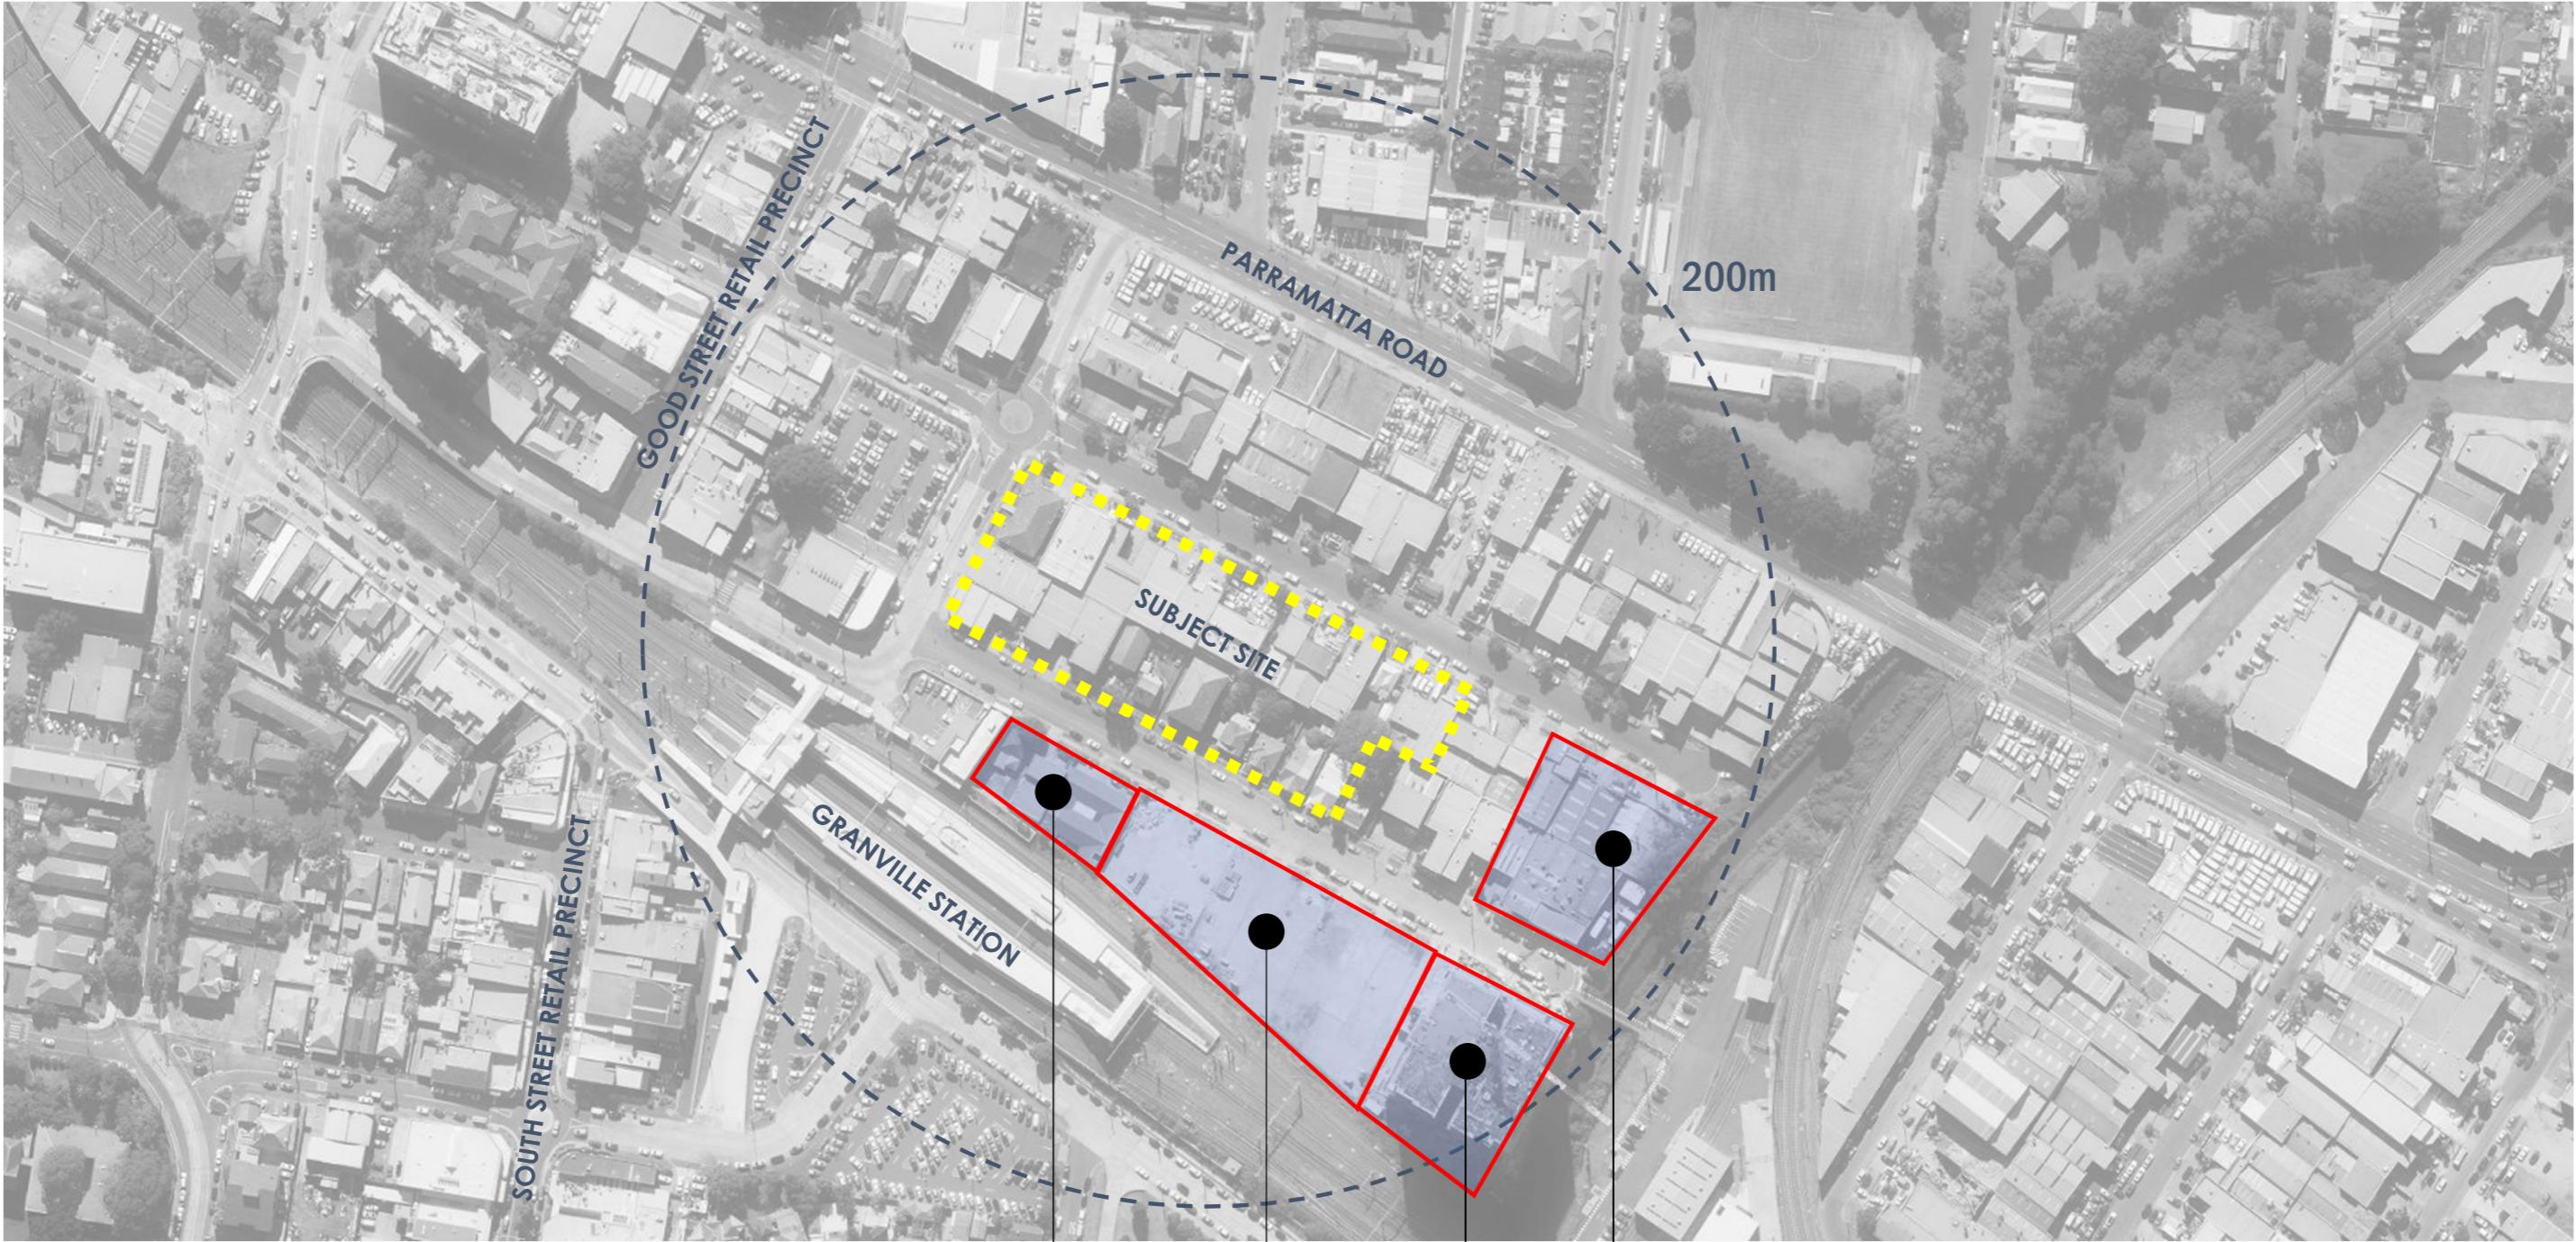 GOOD STREET RETAIL PRECINCT
PARRAMATTA ROAD
200m
SUBJECT SITE
GRANVILLE STATION
SOUTH STREET RETAIL PRECINCT